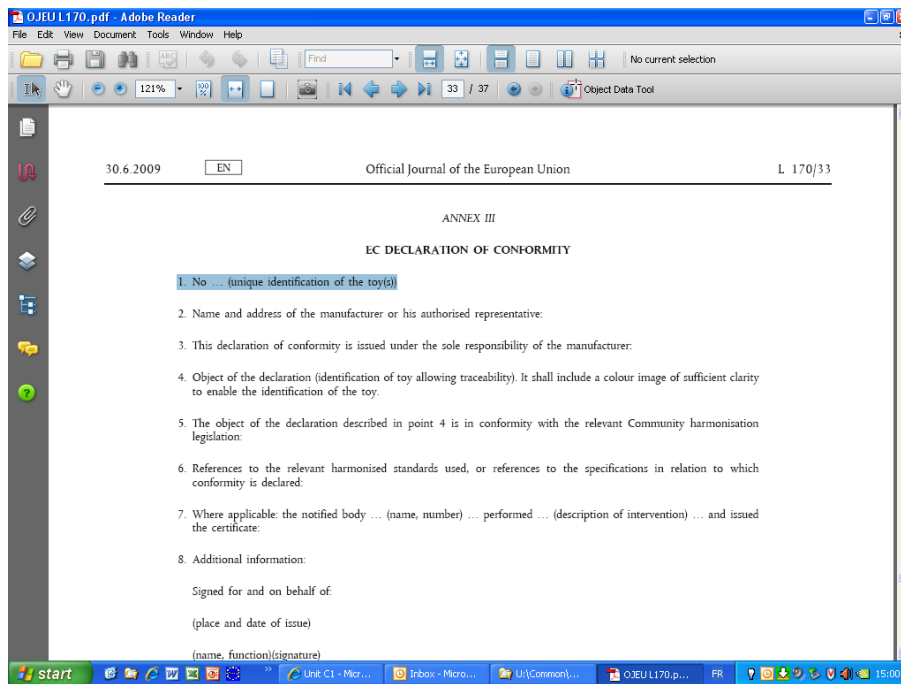 OJEU L170.pdf - Adobe Reader
File Edit View Document Tools Window Help
Find No current selection
121% 33 / 37 Object Data Tool
30.6.2009 EN Official Journal of the European Union L 170/33
ANNEX III
EC DECLARATION OF CONFORMITY
1. No … (unique identification of the toy(s))
2. Name and address of the manufacturer or his authorised representative:
3. This declaration of conformity is issued under the sole responsibility of the manufacturer:
4. Object of the declaration (identification of toy allowing traceability). It shall include a colour image of sufficient clarity
to enable the identification of the toy.
5. The object of the declaration described in point 4 is in conformity with the relevant Community harmonisation
legislation:
6. References to the relevant harmonised standards used, or references to the specifications in relation to which
conformity is declared:
7. Where applicable: the notified body … (name, number) … performed … (description of intervention) … and issued
the certificate:
8. Additional information:
Signed for and on behalf of:
(place and date of issue)
(name, function)(signature)
start Unit C1 - Micr... Inbox - Micro... U:\Common\... OJEU L170.p... FR 15:00